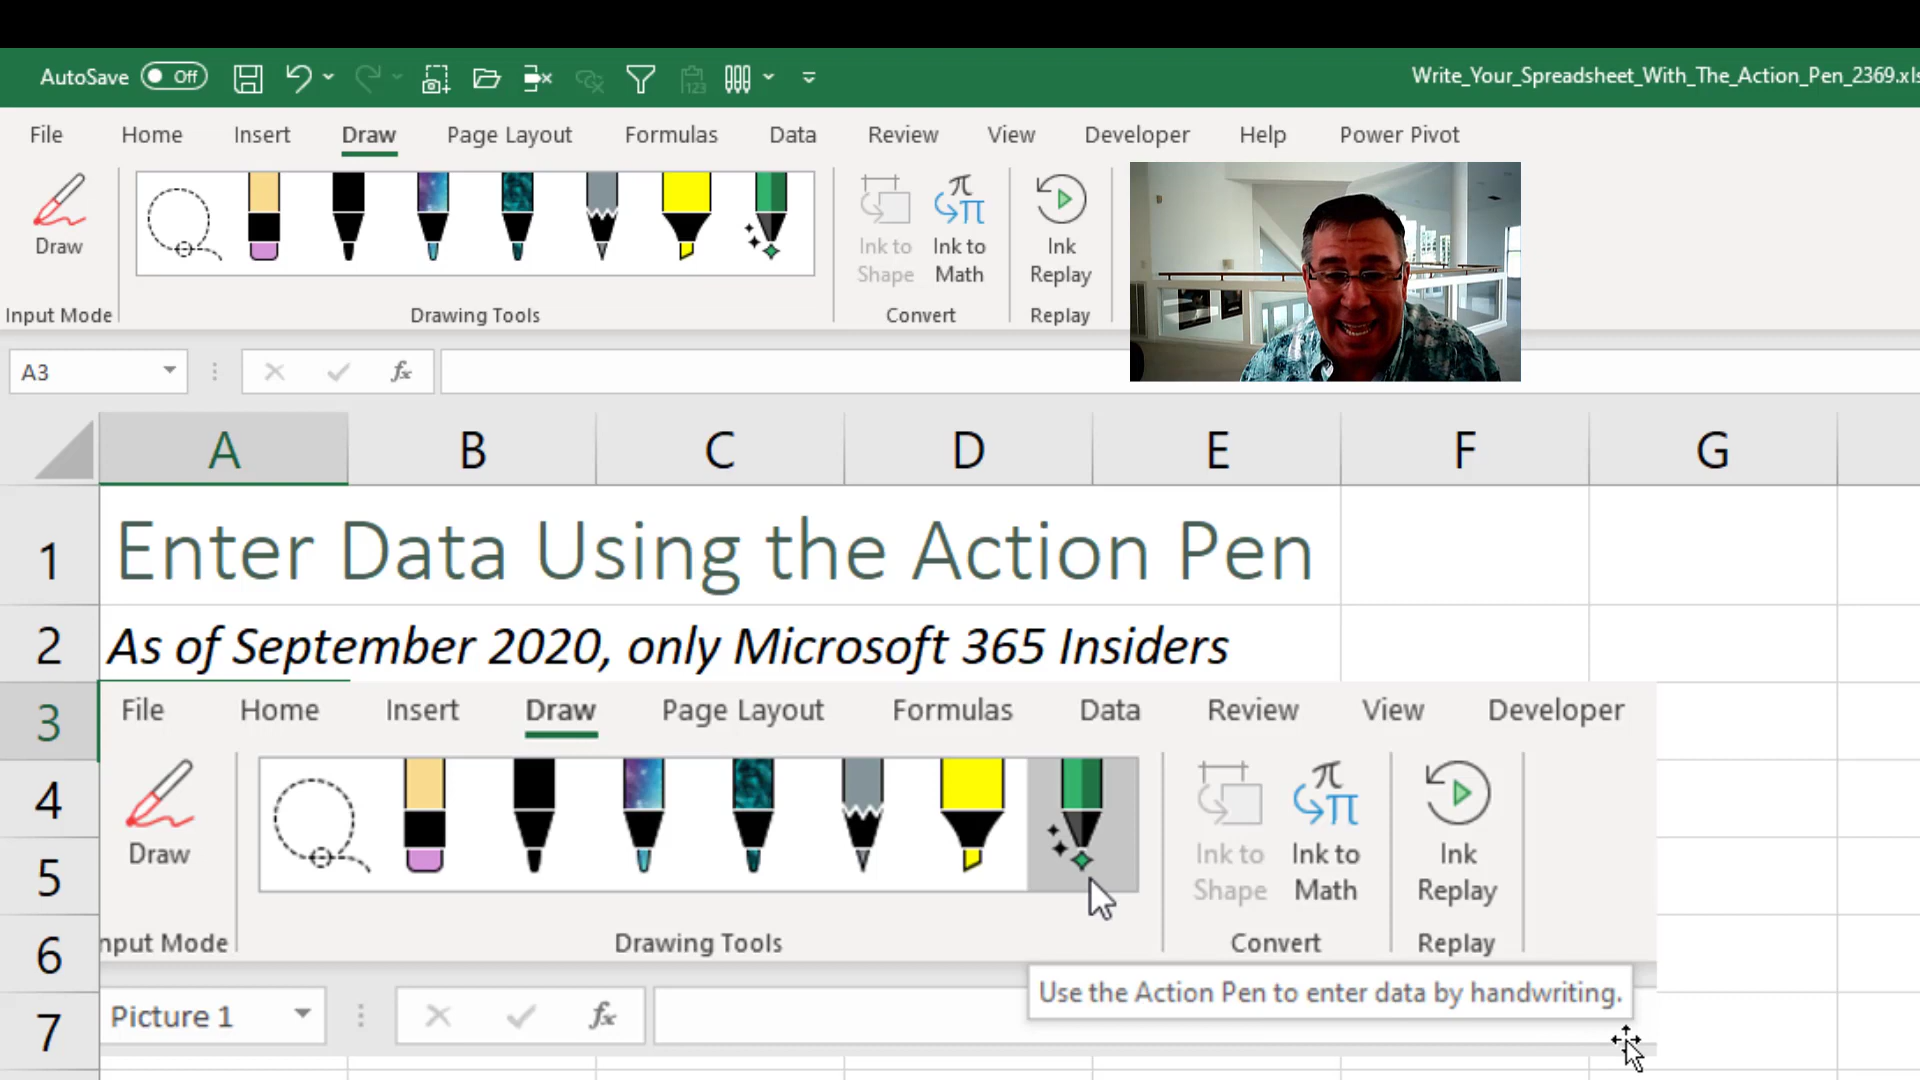 AutoSave Off
Write_Your_Spreadsheet_With_The_Action_Pen_2369.xls
File Home Insert Draw Page Layout Formulas Data Review View Developer Help Power Pivot
Draw
Ink to Shape
Ink to Math
Ink Replay
Input Mode Drawing Tools Convert Replay
A3 fx
A B C D E F G
1 Enter Data Using the Action Pen
2 As of September 2020, only Microsoft 365 Insiders
3 File Home Insert Draw Page Layout Formulas Data Review View Developer
4
Draw
Ink to Shape
Ink to Math
Ink Replay
5
6 nput Mode Drawing Tools Convert Replay
Use the Action Pen to enter data by handwriting.
7 Picture 1 fx